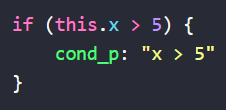 if (this.x > 5) {
    cond_p: "x > 5"
}